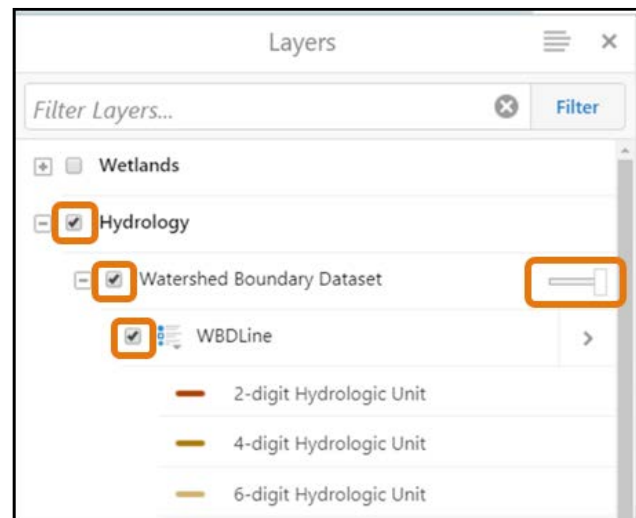 Layers
Filter Layers...
Filter
Wetlands
Hydrology
Watershed Boundary Dataset
WBDLine
2-digit Hydrologic Unit
4-digit Hydrologic Unit
6-digit Hydrologic Unit